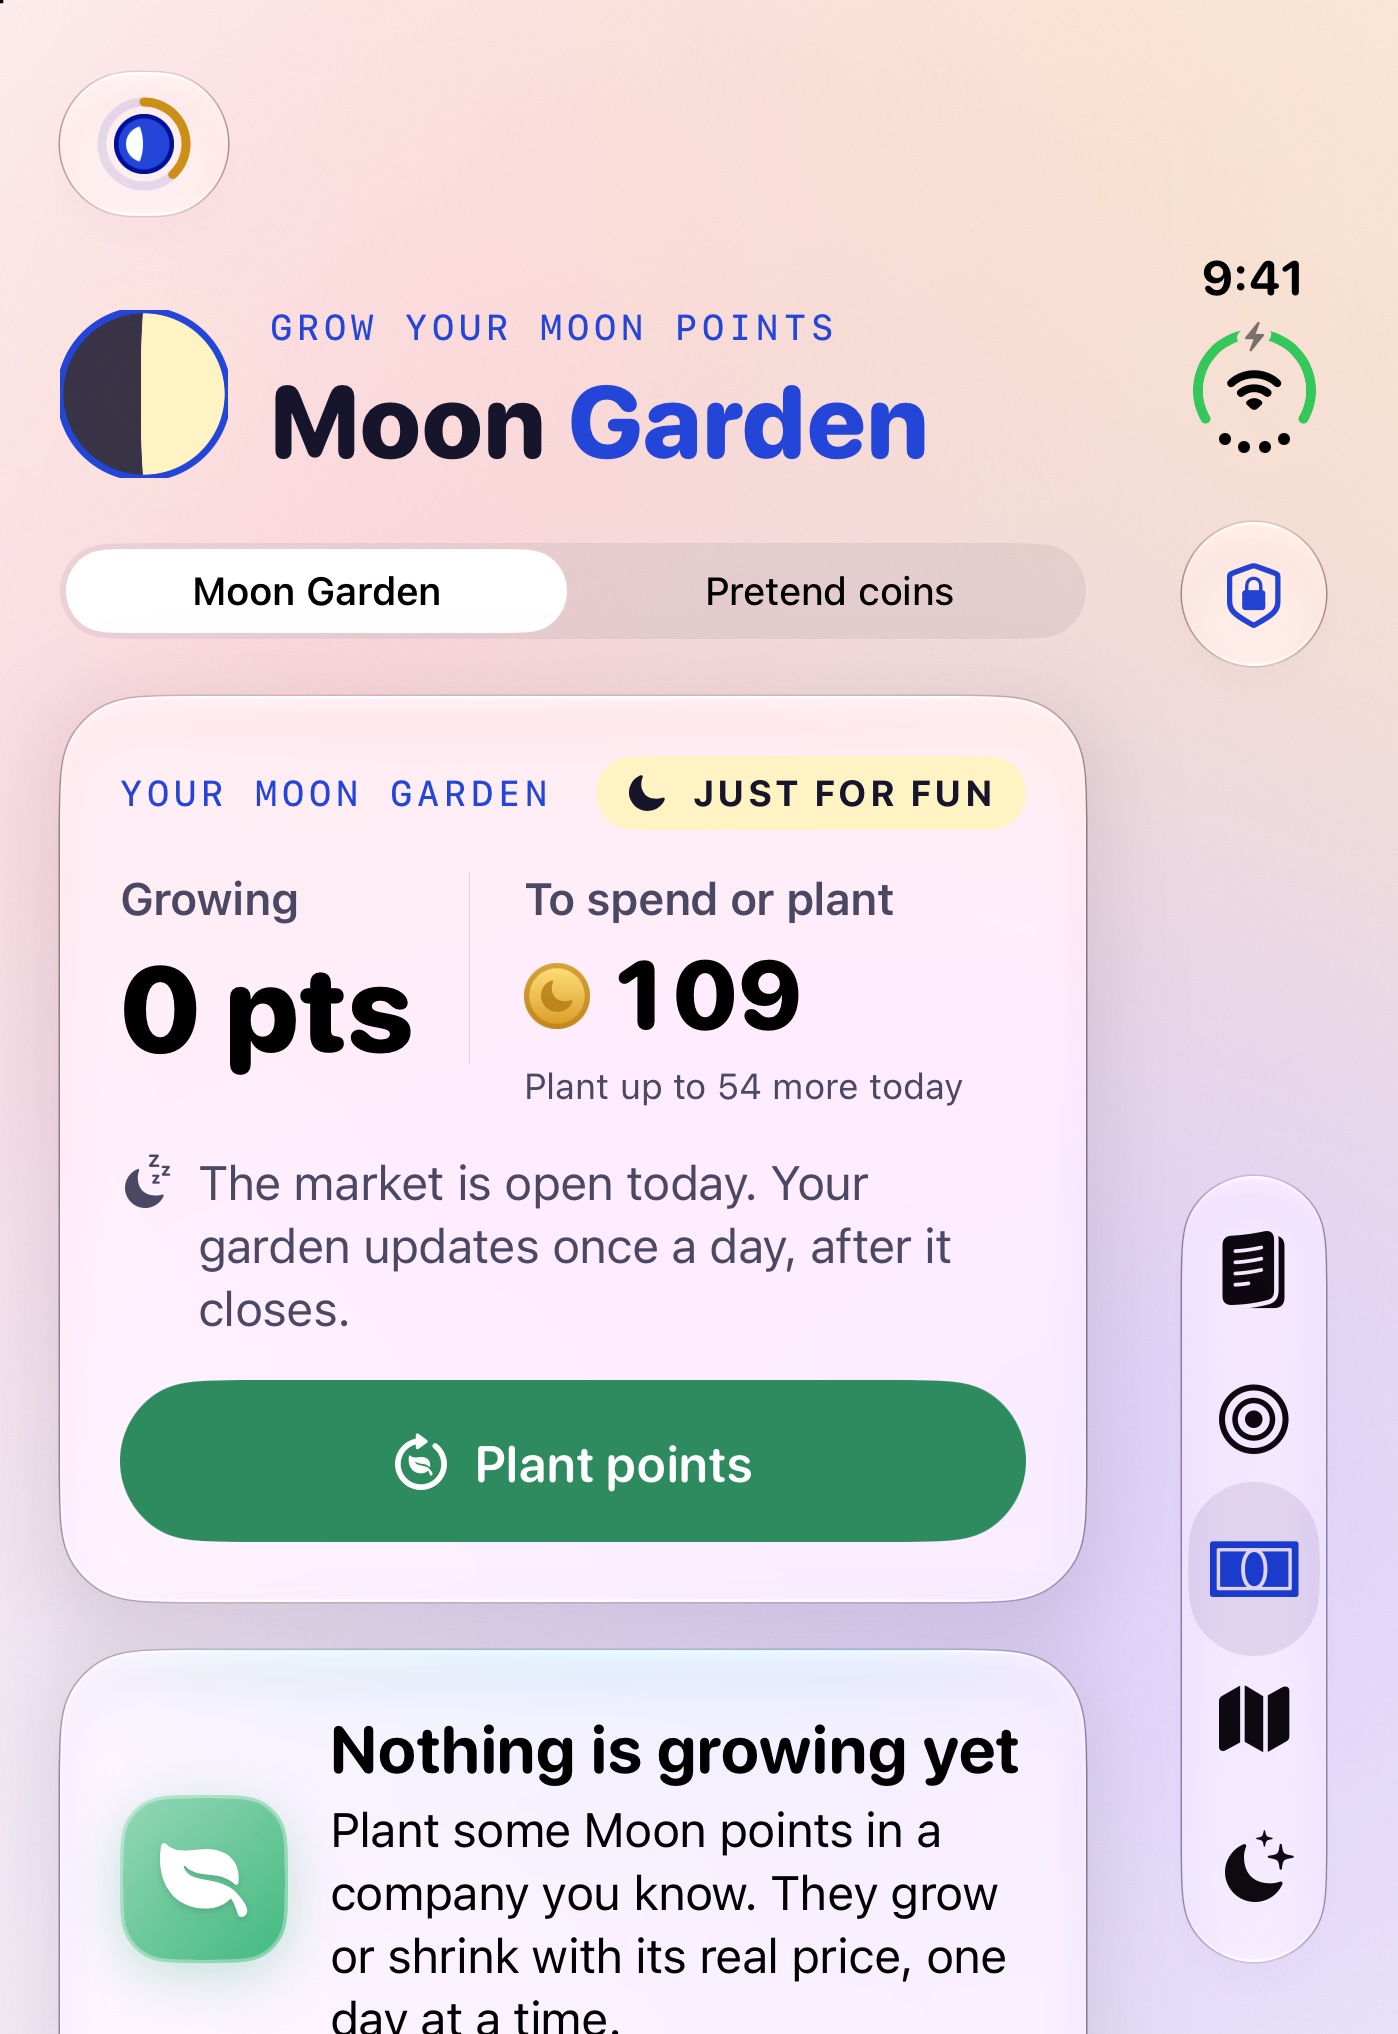 9:41
GROW YOUR MOON POINTS
Moon Garden
Moon Garden
Pretend coins
YOUR MOON GARDEN
JUST FOR FUN
Growing
To spend or plant
0 pts
109
Plant up to 54 more today
The market is open today. Your
garden updates once a day, after it
closes.
Plant points
Nothing is growing yet
Plant some Moon points in a
company you know. They grow
or shrink with its real price, one
day at a time.